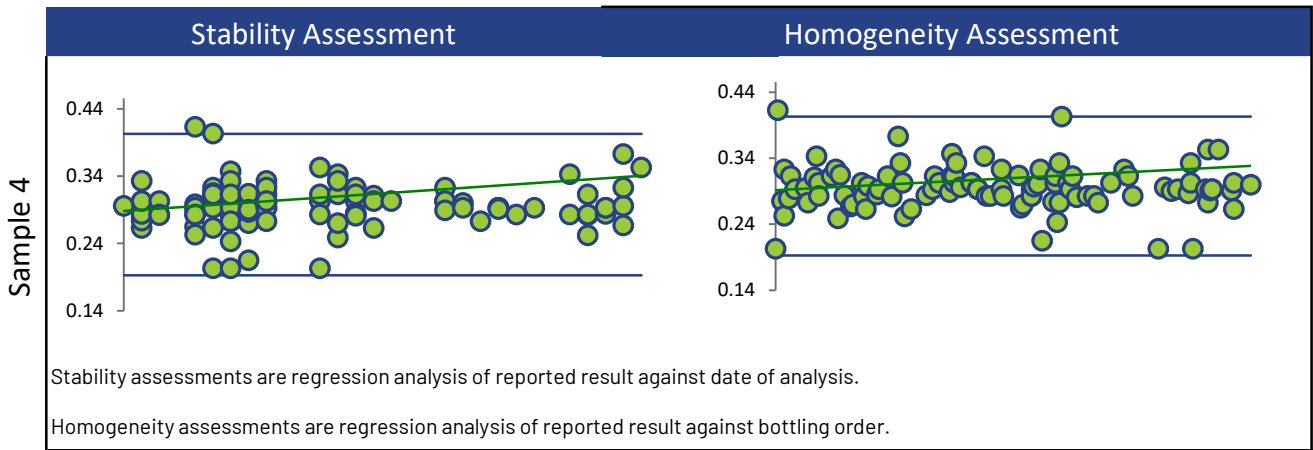 Stability Assessment
Homogeneity Assessment
Sample 4
0.44
0.34
0.24
0.14
0.44
0.34
0.24
0.14
Stability assessments are regression analysis of reported result against date of analysis.
Homogeneity assessments are regression analysis of reported result against bottling order.